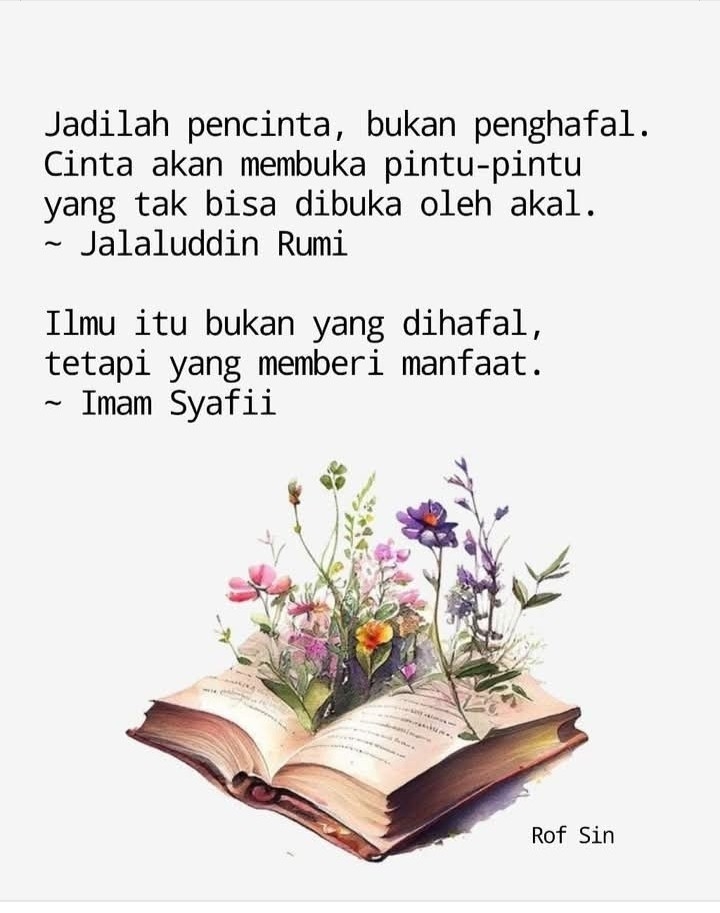 Jadilah pencinta, bukan penghafal.
Cinta akan membuka pintu-pintu
yang tak bisa dibuka oleh akal.
~ Jalaluddin Rumi
Ilmu itu bukan yang dihafal,
tetapi yang memberi manfaat.
~ Imam Syafii
Rof Sin